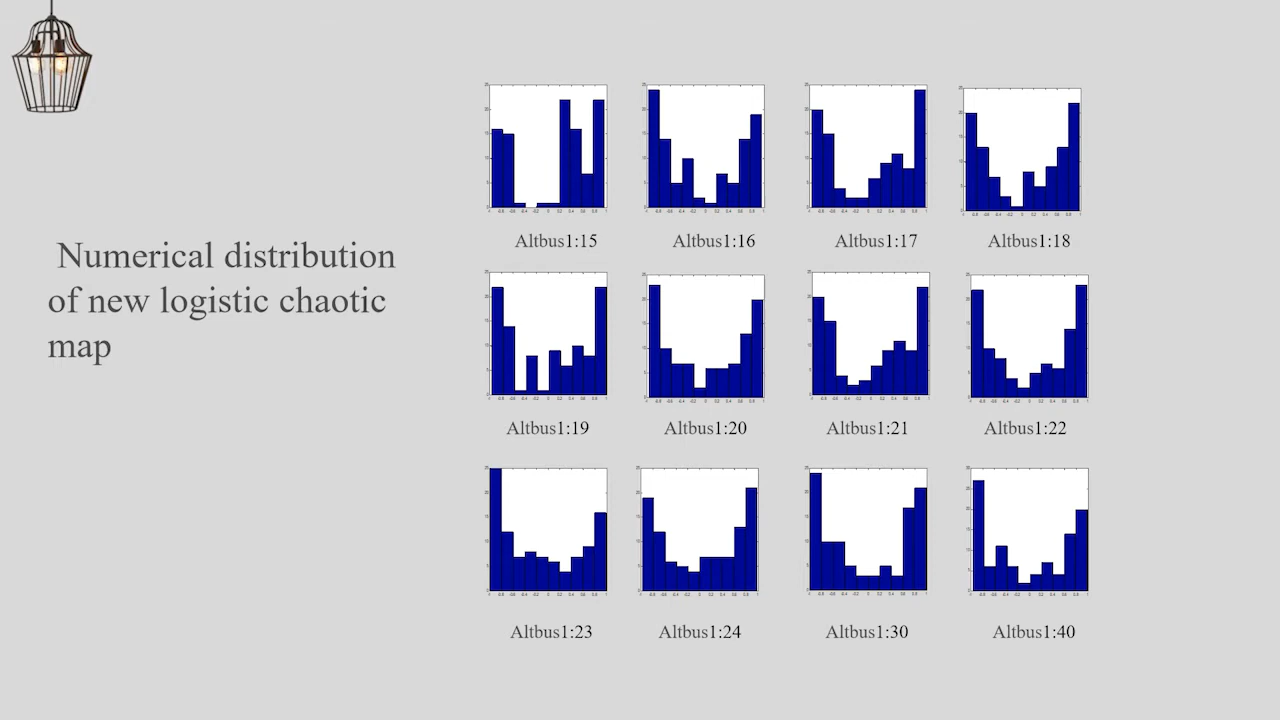 Numerical distribution
of new logistic chaotic
map
Altbus1:15
Altbus1:16
Altbus1:17
Altbus1:18
Altbus1:19
Altbus1:20
Altbus1:21
Altbus1:22
Altbus1:23
Altbus1:24
Altbus1:30
Altbus1:40